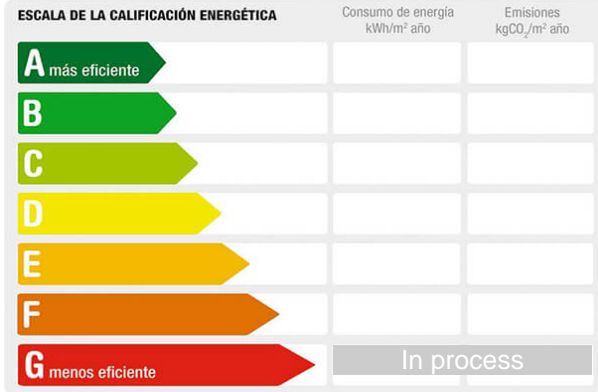 ESCALA DE LA CALIFICACIÓN ENERGÉTICA
Consumo de energía
kWh/m² año
Emisiones
kgCO₂/m² año
A más eficiente
B
C
D
E
F
G menos eficiente
In process